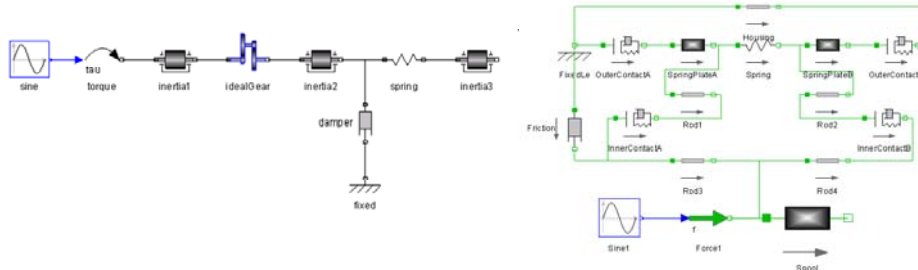 tau
sine
torque
inertia1
idealGear
inertia2
spring
inertia3
damper
fixed
Housing
FixedLe
OuterContactA
SpringPlateA
Spring
SpringPlateB
OuterContact
Friction
Rod1
Rod2
InnerContactA
InnerContactB
Rod3
Rod4
f
Sine1
Force1
Spool